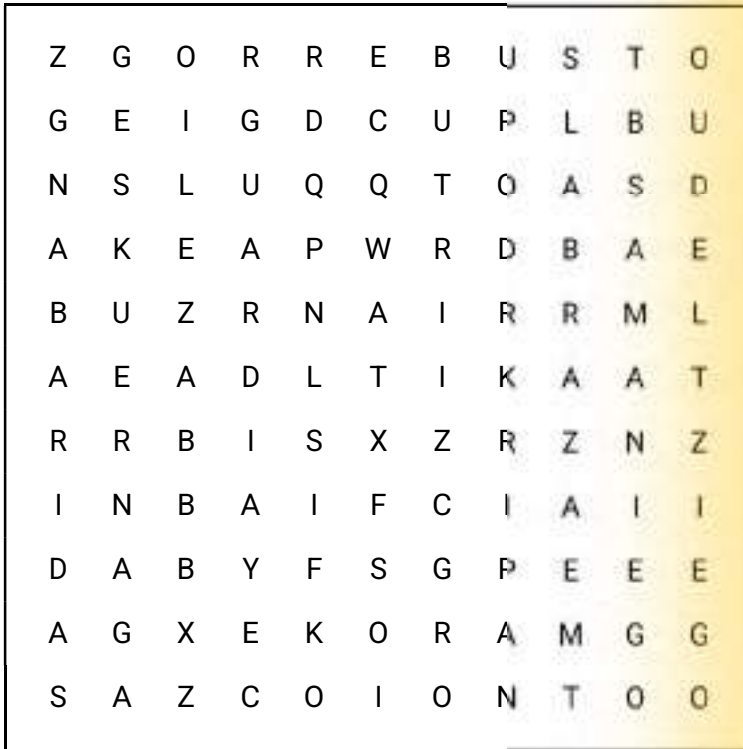 Z G O R R E B U S T O
G E I G D C U P L B U
N S L U Q Q T O A S D
A K E A P W R D B A E
B U Z R N A I R R M L
A E A D L T I K A A T
R R B I S X Z R Z N Z
I N B A I F C I A I I
D A B Y F S G P E E E
A G X E K O R A M G G
S A Z C O I O N T O O